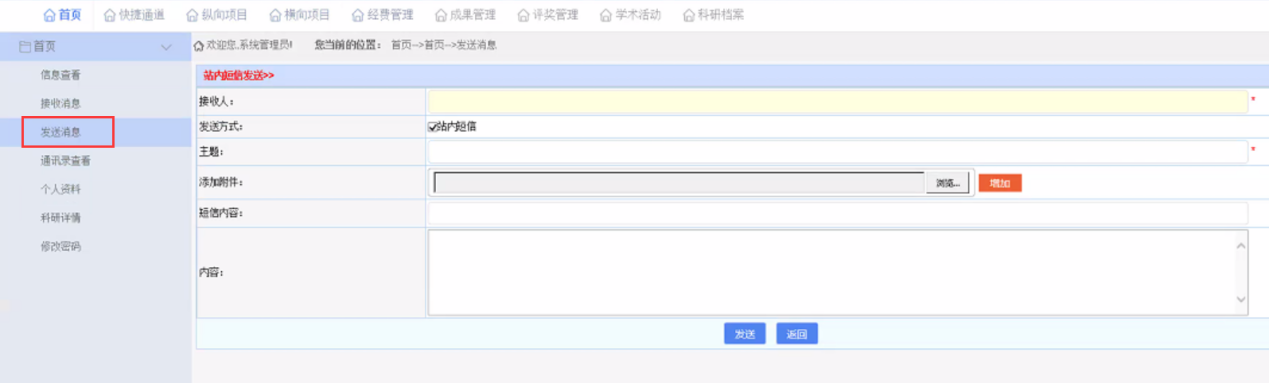 首页 快捷通道 纵向项目 横向项目 经费管理 成果管理 评奖管理 学术活动 科研档案
首页
欢迎您,系统管理员! 您当前的位置： 首页-->首页-->发送消息
信息查看
接收消息
发送消息
通讯录查看
个人资料
科研详情
修改密码
站内短信发送>>
接收人： *
发送方式： 站内短信
主题： *
添加附件： 浏览... 增加
短信内容：
内容：
发送 返回